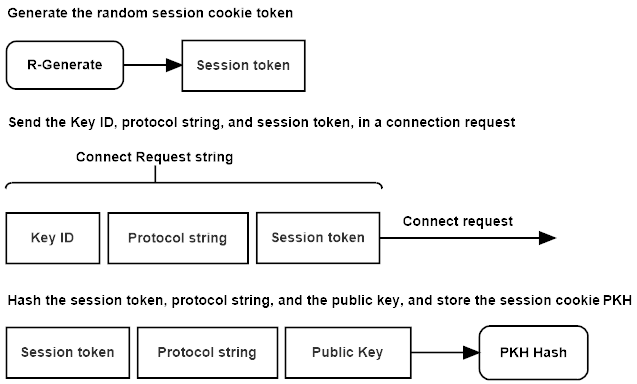 Generate the random session cookie token
R-Generate
Session token
Send the Key ID, protocol string, and session token, in a connection request
Connect Request string
Key ID
Protocol string
Session token
Connect request
Hash the session token, protocol string, and the public key, and store the session cookie PKH
Session token
Protocol string
Public Key
PKH Hash